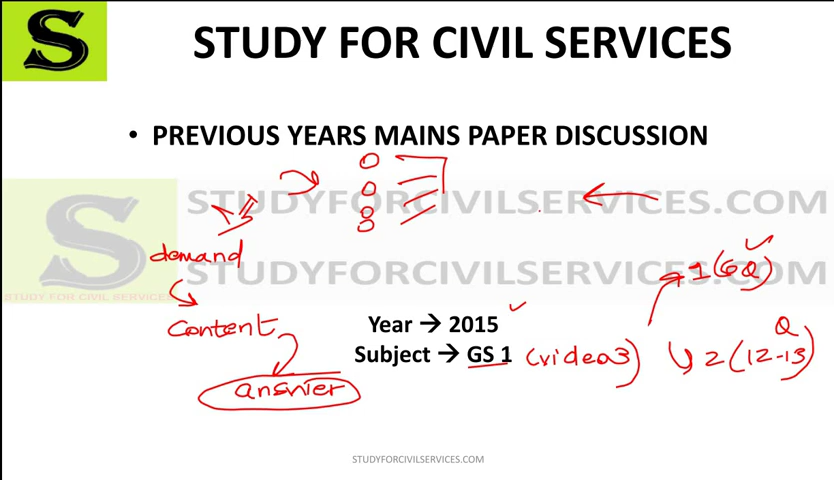 S
STUDY FOR CIVIL SERVICES
• PREVIOUS YEARS MAINS PAPER DISCUSSION
STUDYFORCIVILSERVICES.COM
demand
STUDYFORCIVILSERVICES.COM
1 (6Q)
STUDY FOR CIVIL SERVICES
content
Year → 2015
Q
Subject → GS 1 (video3) 2 (12-13)
answer
STUDYFORCIVILSERVICES.COM